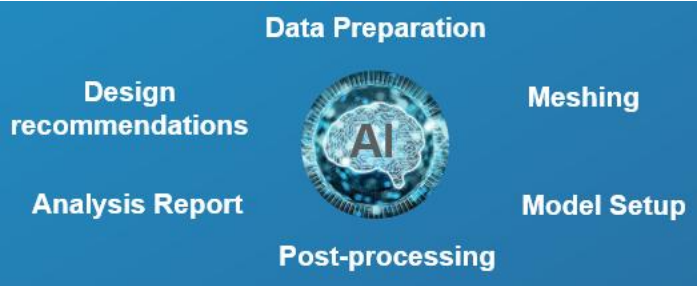 Data Preparation
Design
recommendations
Meshing
AI
Analysis Report
Model Setup
Post-processing